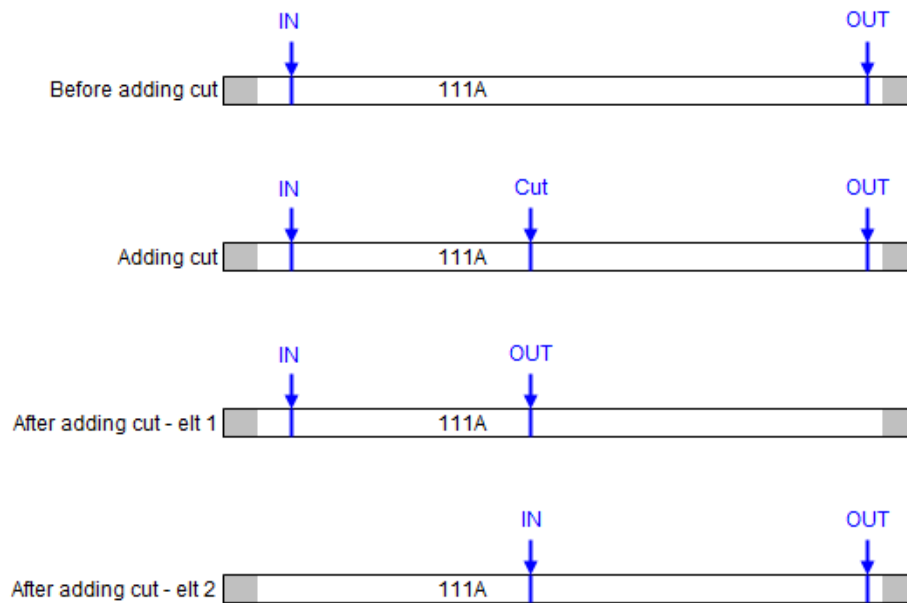 IN OUT
Before adding cut 111A
IN Cut OUT
Adding cut 111A
IN OUT
After adding cut - elt 1 111A
IN OUT
After adding cut - elt 2 111A